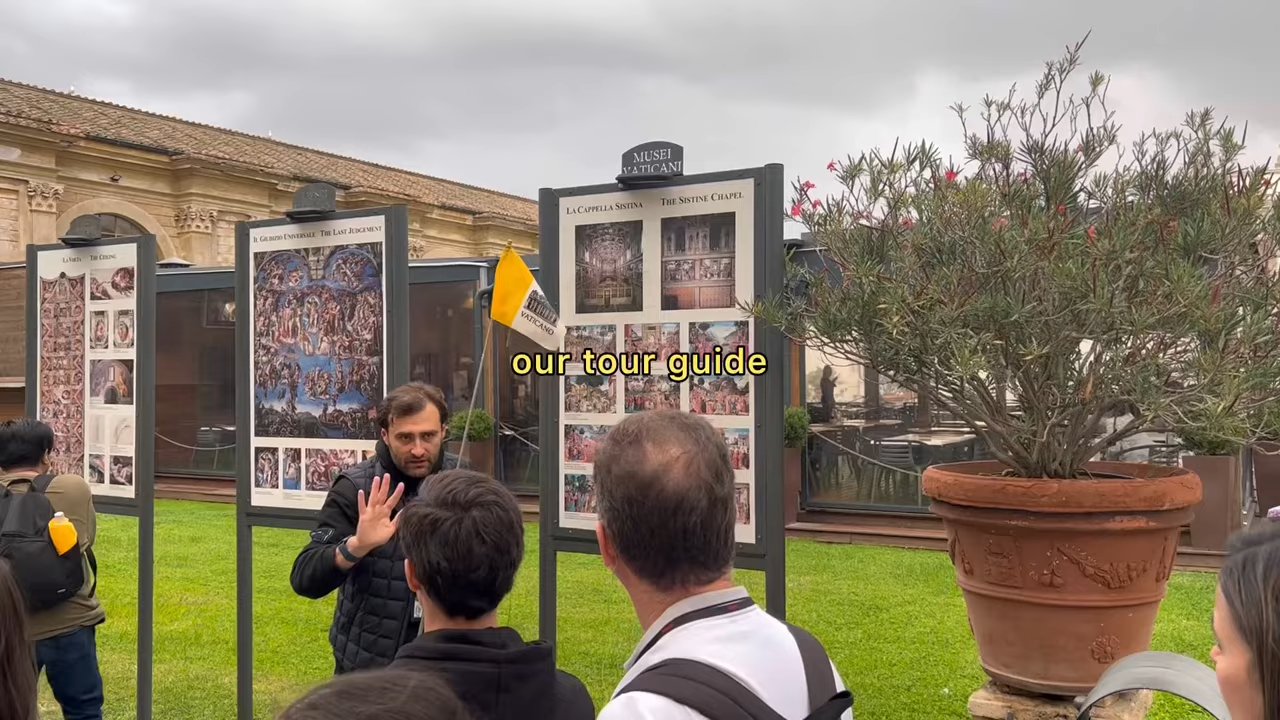 MUSEI
VATICANI
LA CAPPELLA SISTINA THE SISTINE CHAPEL
IL GIUDIZIO UNIVERSALE THE LAST JUDGEMENT
LA VOLTA THE CEILING
VATICANO
our tour guide